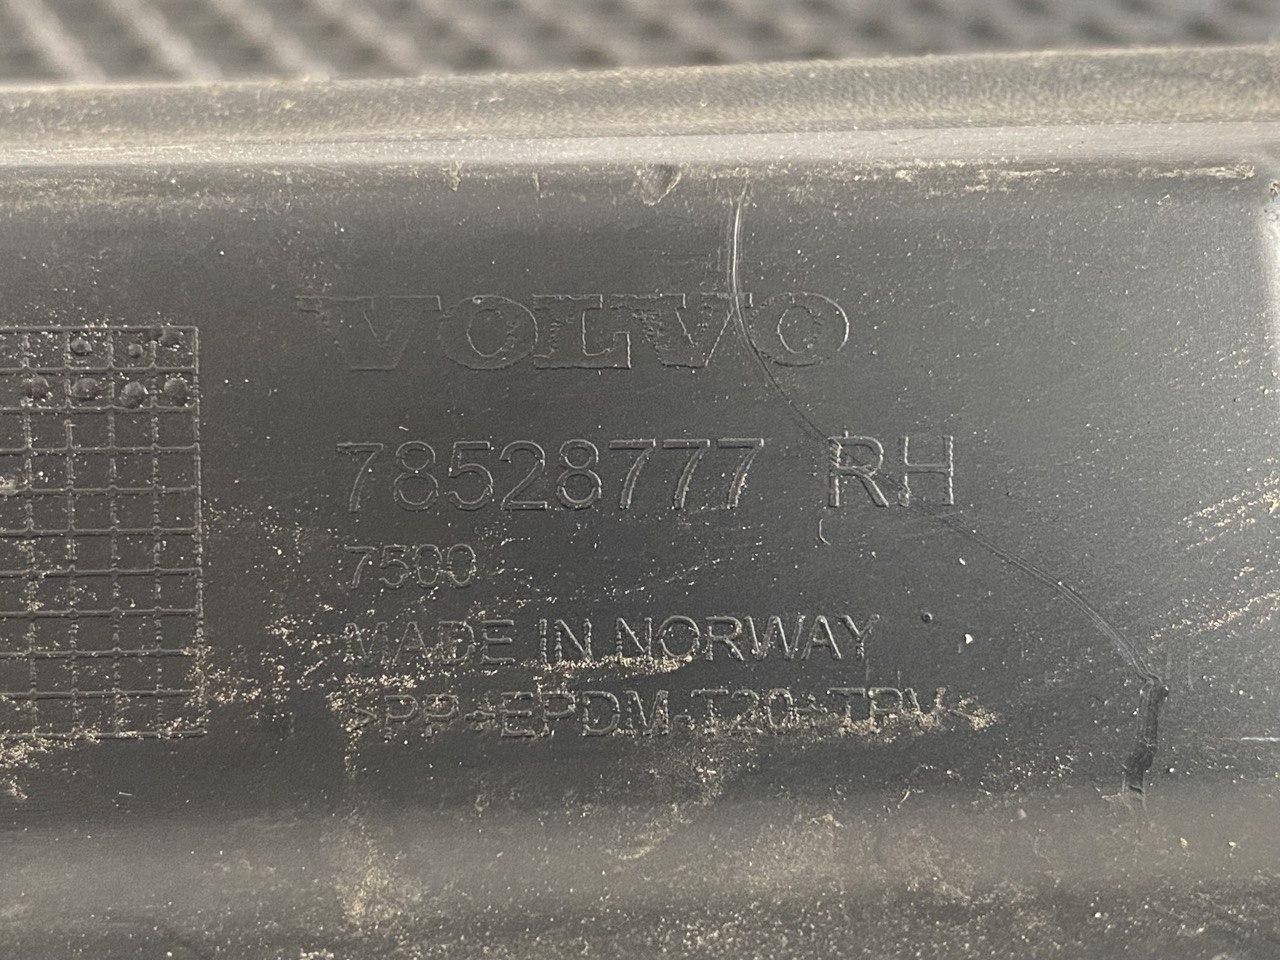 VOLVO
78528777 RH
7500
MADE IN NORWAY
>PP+EPDM-T20+TPV<